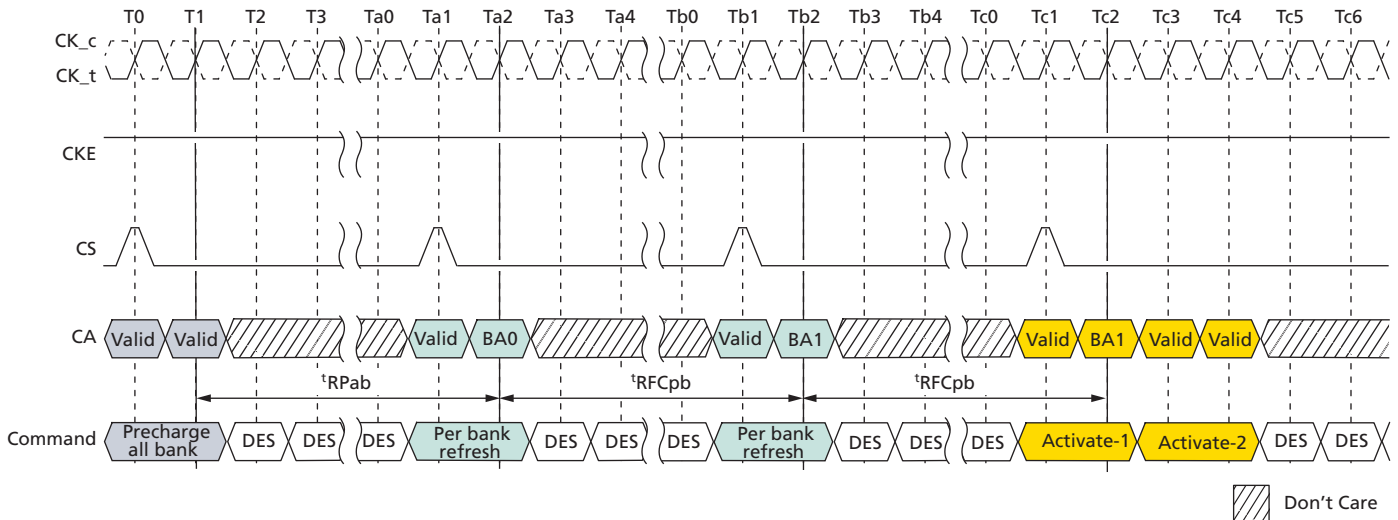 T0 T1 T2 T3 Ta0 Ta1 Ta2 Ta3 Ta4 Tb0 Tb1 Tb2 Tb3 Tb4 Tc0 Tc1 Tc2 Tc3 Tc4 Tc5 Tc6
CK_c
CK_t
CKE
CS
CA Valid Valid Valid BA0 Valid BA1 Valid BA1 Valid Valid
tRPab tRFCpb tRFCpb
Command Precharge all bank DES DES DES Per bank refresh DES DES DES Per bank refresh DES DES DES Activate-1 Activate-2 DES DES
Don't Care